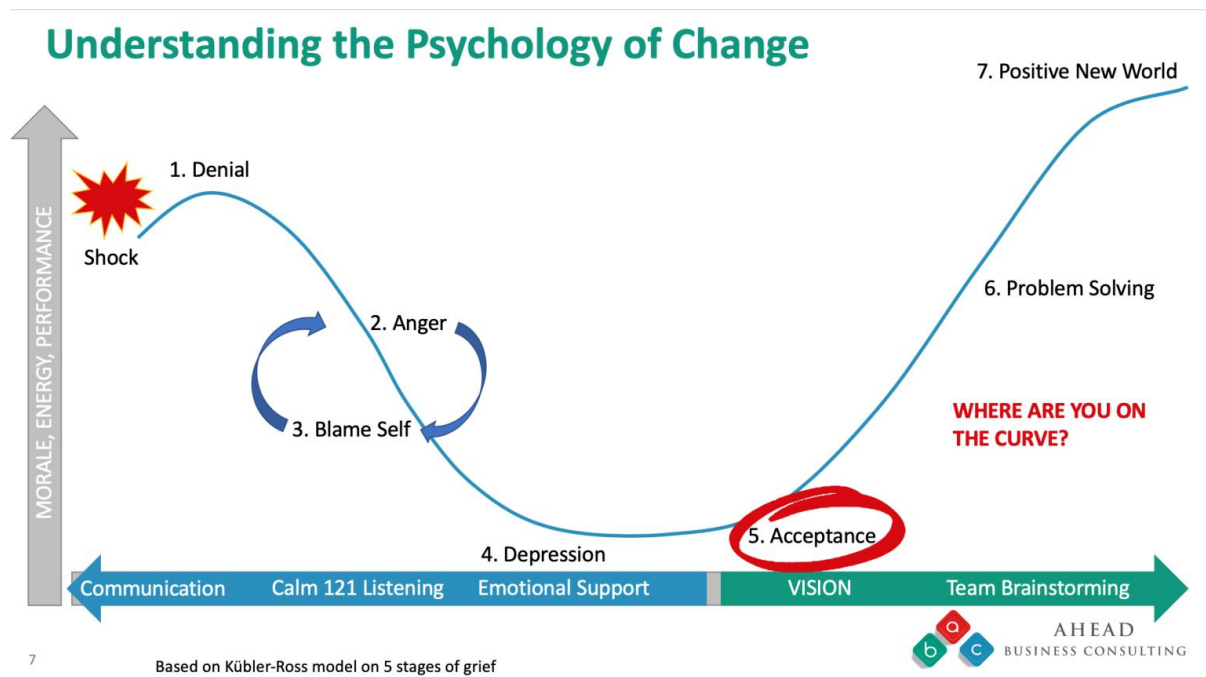 Understanding the Psychology of Change
7. Positive New World
1. Denial
Shock
MORALE, ENERGY, PERFORMANCE
2. Anger
6. Problem Solving
3. Blame Self
WHERE ARE YOU ON
THE CURVE?
5. Acceptance
4. Depression
Communication
Calm 121 Listening
Emotional Support
VISION
Team Brainstorming
a
b
c
AHEAD
BUSINESS CONSULTING
7
Based on Kübler-Ross model on 5 stages of grief